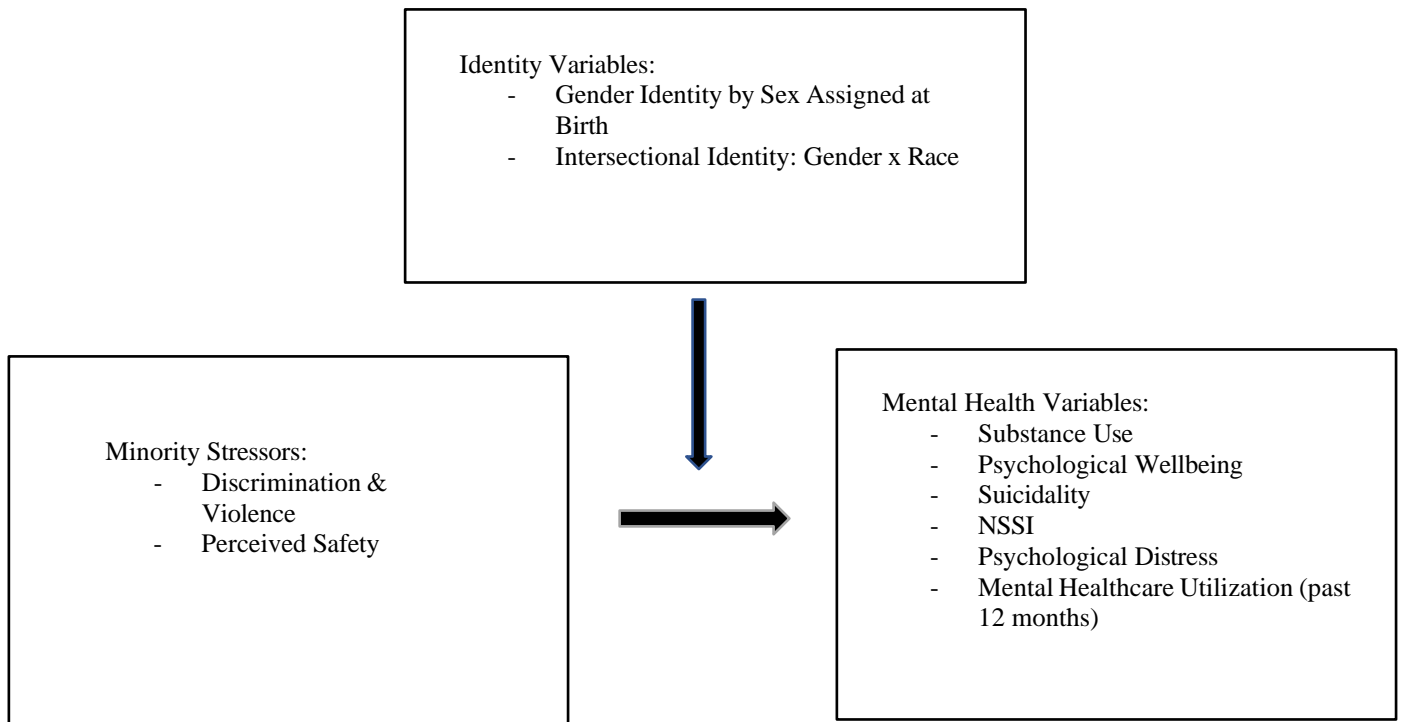 Identity Variables:
- Gender Identity by Sex Assigned at
Birth
- Intersectional Identity: Gender x Race
Minority Stressors:
- Discrimination &
Violence
- Perceived Safety
Mental Health Variables:
- Substance Use
- Psychological Wellbeing
- Suicidality
- NSSI
- Psychological Distress
- Mental Healthcare Utilization (past
12 months)